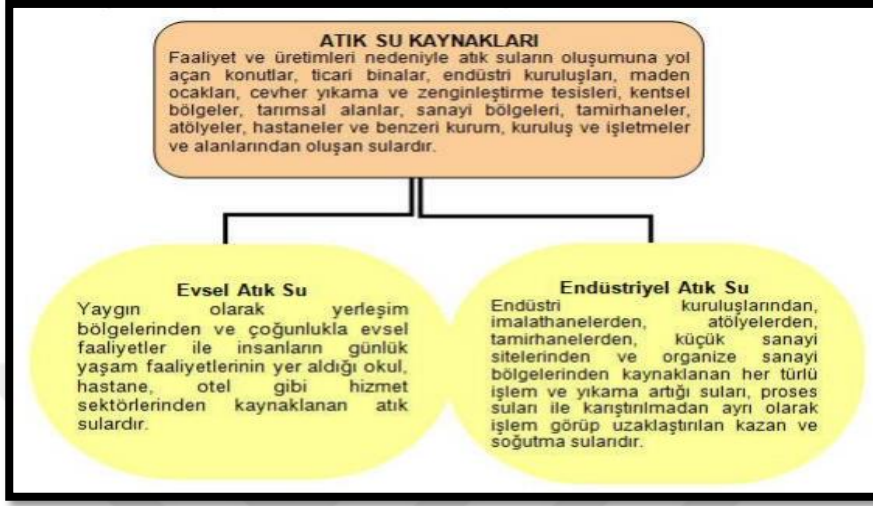 ATIK SU KAYNAKLARI
Faaliyet ve üretimleri nedeniyle atık suların oluşumuna yol
açan konutlar, ticari binalar, endüstri kuruluşları, maden
ocakları, cevher yıkama ve zenginleştirme tesisleri, kentsel
bölgeler, tarımsal alanlar, sanayi bölgeleri, tamirhaneler,
atölyeler, hastaneler ve benzeri kurum, kuruluş ve işletmeler
ve alanlarından oluşan sulardır.
Evsel Atık Su
Yaygın olarak yerleşim
bölgelerinden ve çoğunlukla evsel
faaliyetler ile insanların günlük
yaşam faaliyetlerinin yer aldığı okul,
hastane, otel gibi hizmet
sektörlerinden kaynaklanan atık
sulardır.
Endüstriyel Atık Su
Endüstri kuruluşlarından,
imalathanelerden, atölyelerden,
tamirhanelerden, küçük sanayi
sitelerinden ve organize sanayi
bölgelerinden kaynaklanan her türlü
işlem ve yıkama artığı suları, proses
suları ile karıştırılmadan ayrı olarak
işlem görüp uzaklaştırılan kazan ve
soğutma sularıdır.